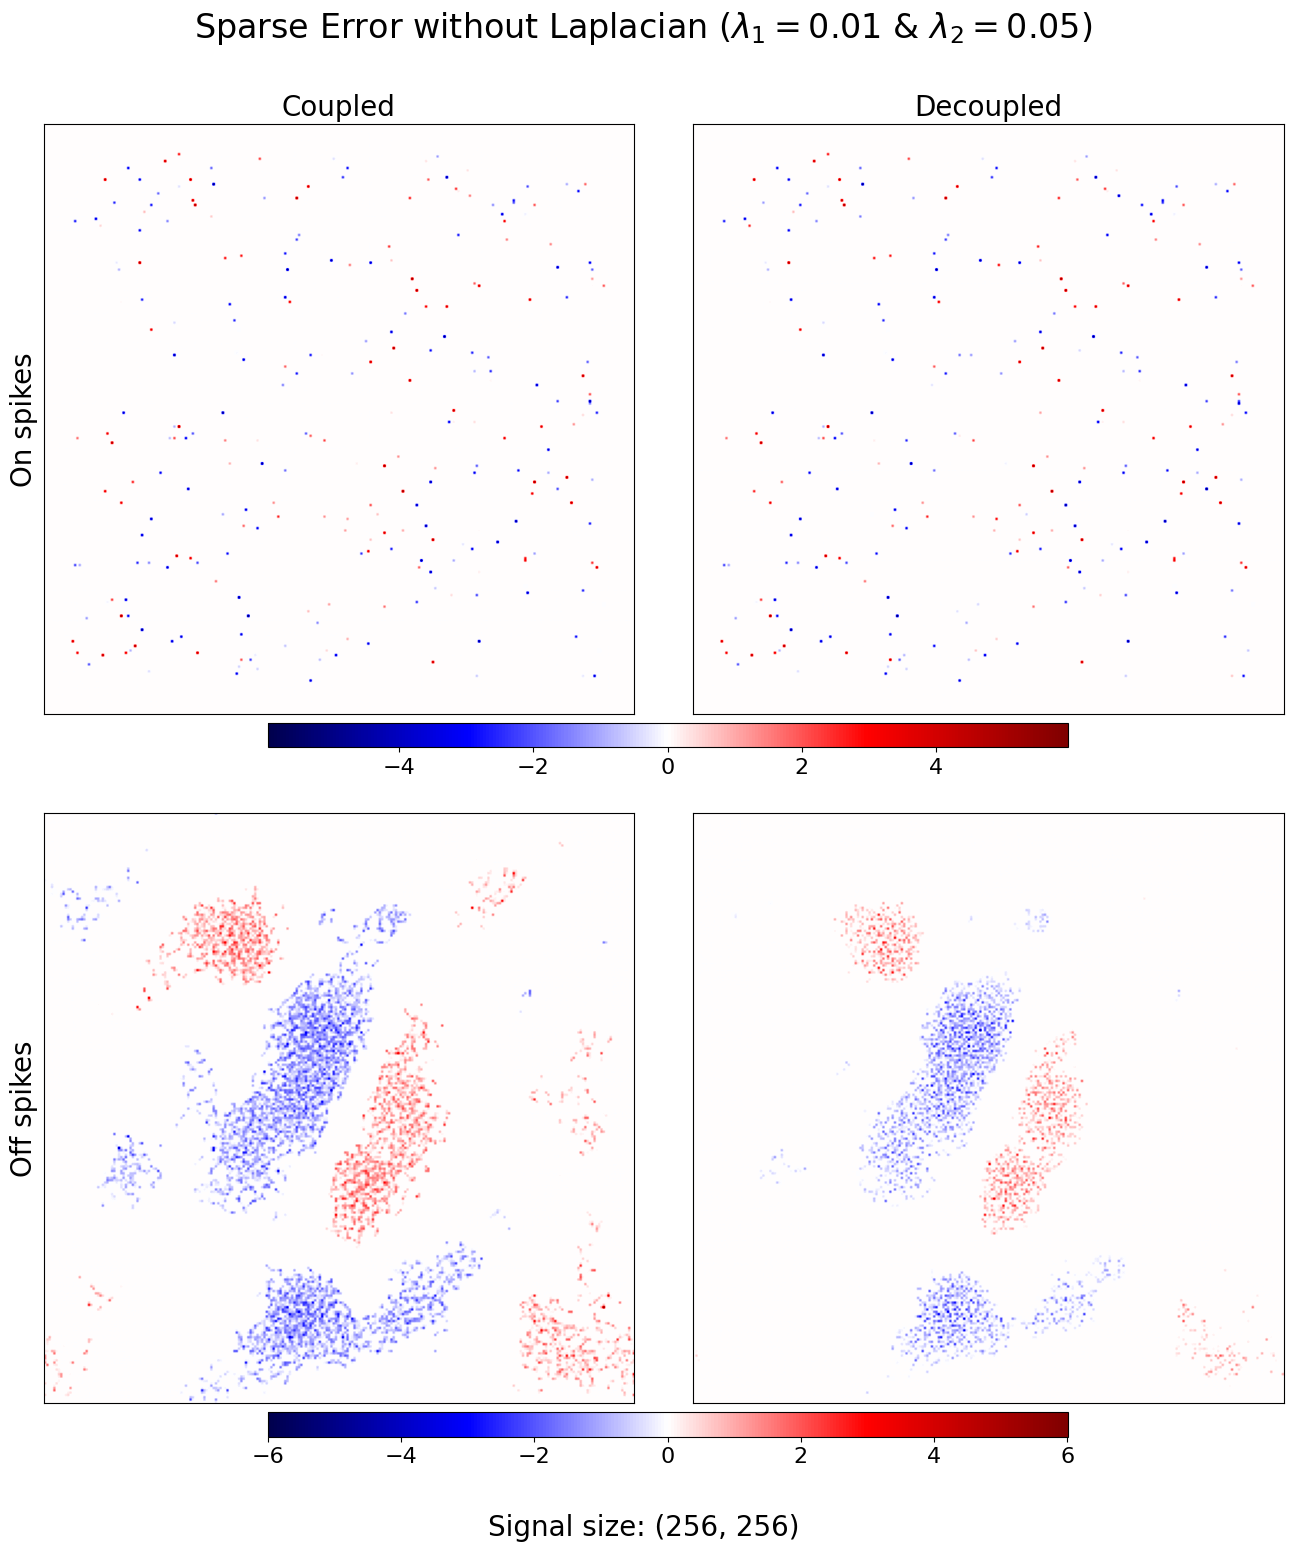 Sparse Error without Laplacian (λ₁ = 0.01 & λ₂ = 0.05)
Coupled
Decoupled
On spikes
−4 −2 0 2 4
Off spikes
−6 −4 −2 0 2 4 6
Signal size: (256, 256)